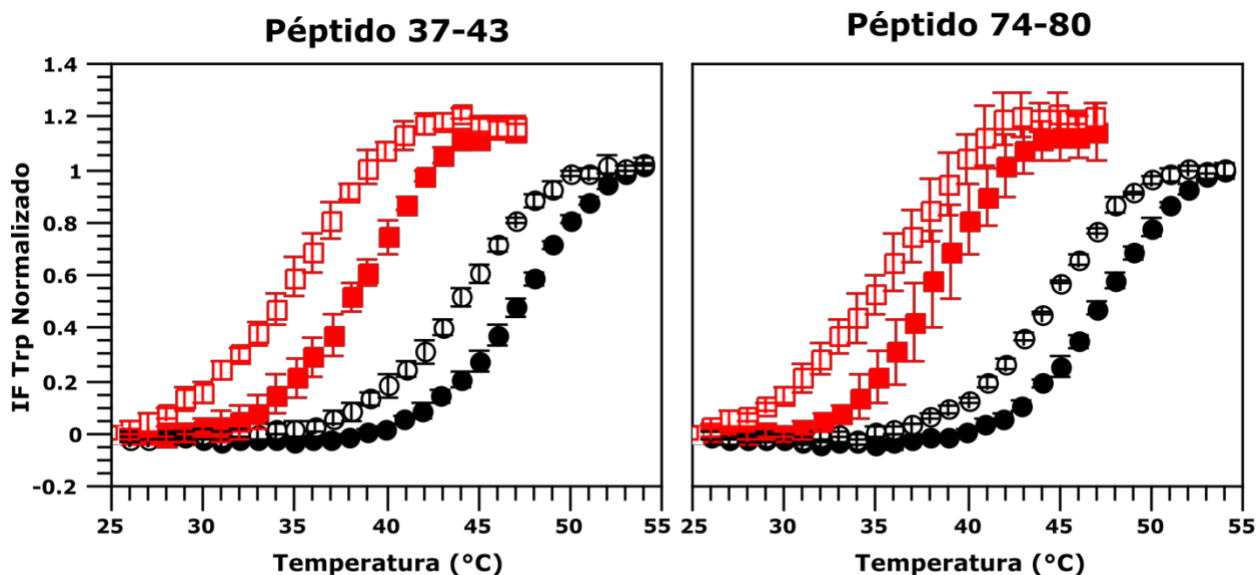 Péptido 37-43
Péptido 74-80
IF Trp Normalizado
1.4
1.2
1
0.8
0.6
0.4
0.2
0
-0.2
25 30 35 40 45 50 55
25 30 35 40 45 50 55
Temperatura (°C)
Temperatura (°C)